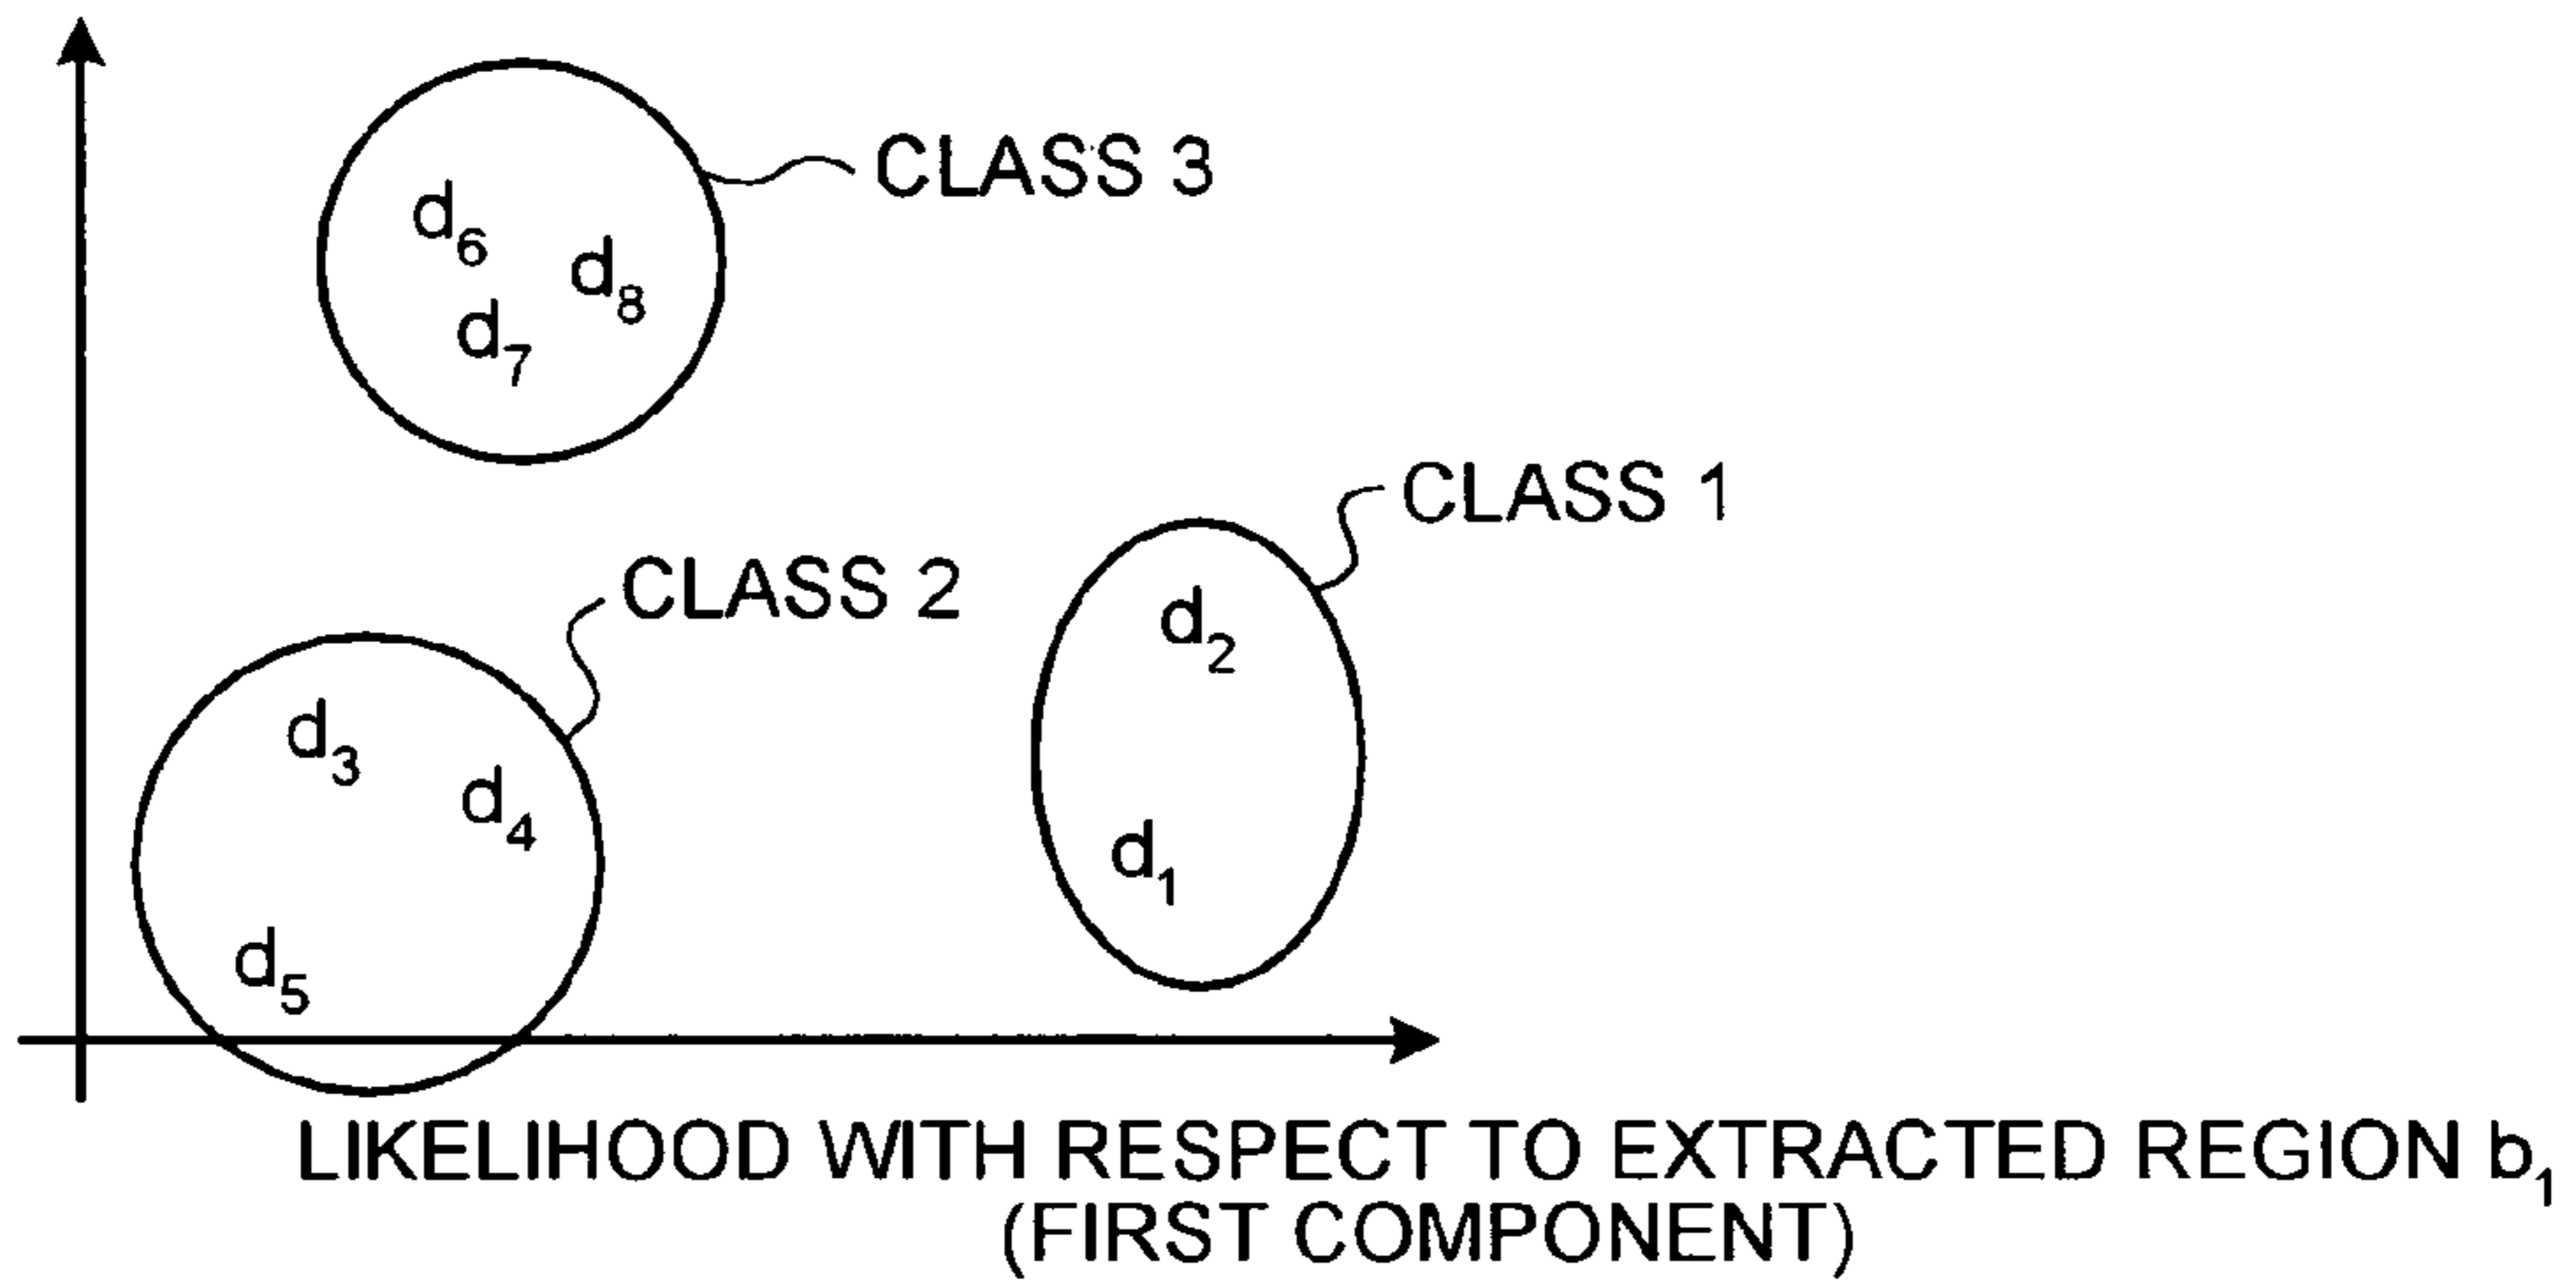 CLASS 3
d6
d8
d7
CLASS 1
CLASS 2
d2
d3
d4
d1
d5
LIKELIHOOD WITH RESPECT TO EXTRACTED REGION b1
(FIRST COMPONENT)